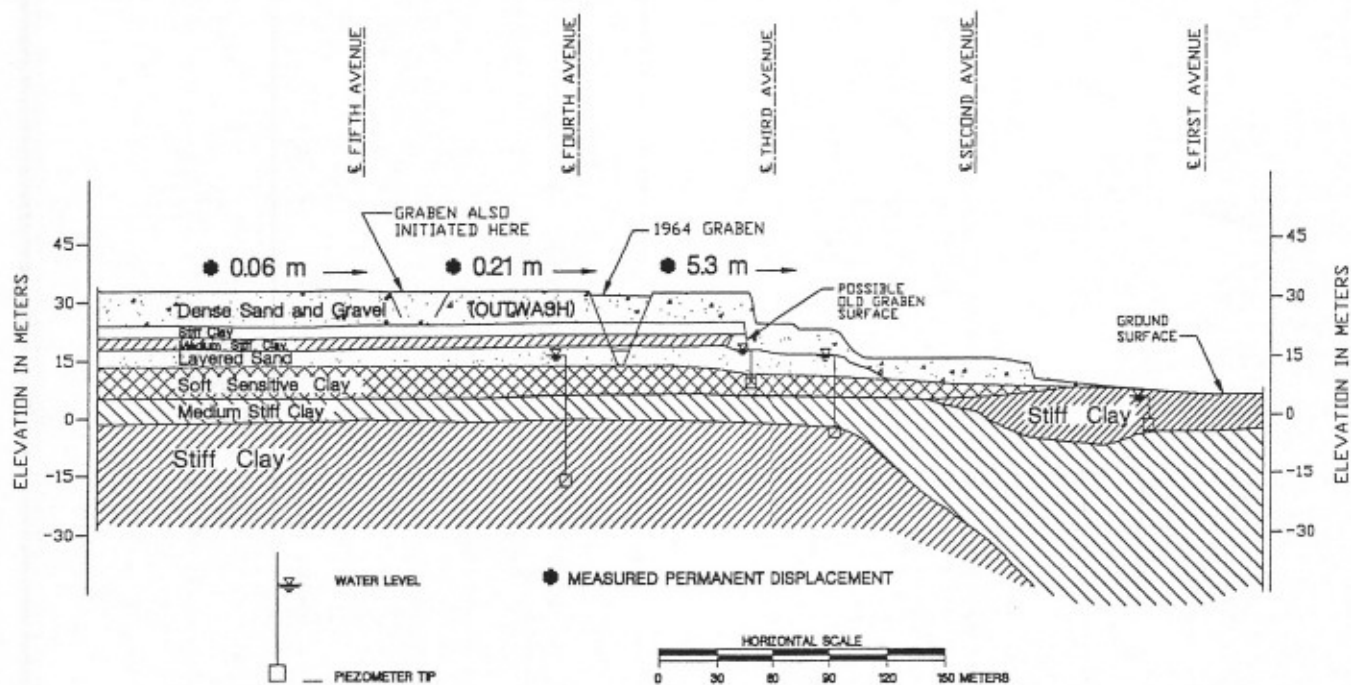 ℄ FIFTH AVENUE
℄ FOURTH AVENUE
℄ THIRD AVENUE
℄ SECOND AVENUE
℄ FIRST AVENUE
GRABEN ALSO
INITIATED HERE
1964 GRABEN
0.06 m
0.21 m
5.3 m
POSSIBLE
OLD GRABEN
SURFACE
GROUND
SURFACE
ELEVATION IN METERS
45
30
15
0
-15
-30
Dense Sand and Gravel (OUTWASH)
Stiff Clay
Medium Stiff Clay
Layered Sand
Soft Sensitive Clay
Medium Stiff Clay
Stiff Clay
Stiff Clay
45
30
15
0
-15
-30
ELEVATION IN METERS
WATER LEVEL
MEASURED PERMANENT DISPLACEMENT
PIEZOMETER TIP
HORIZONTAL SCALE
0 30 60 90 120 150 METERS